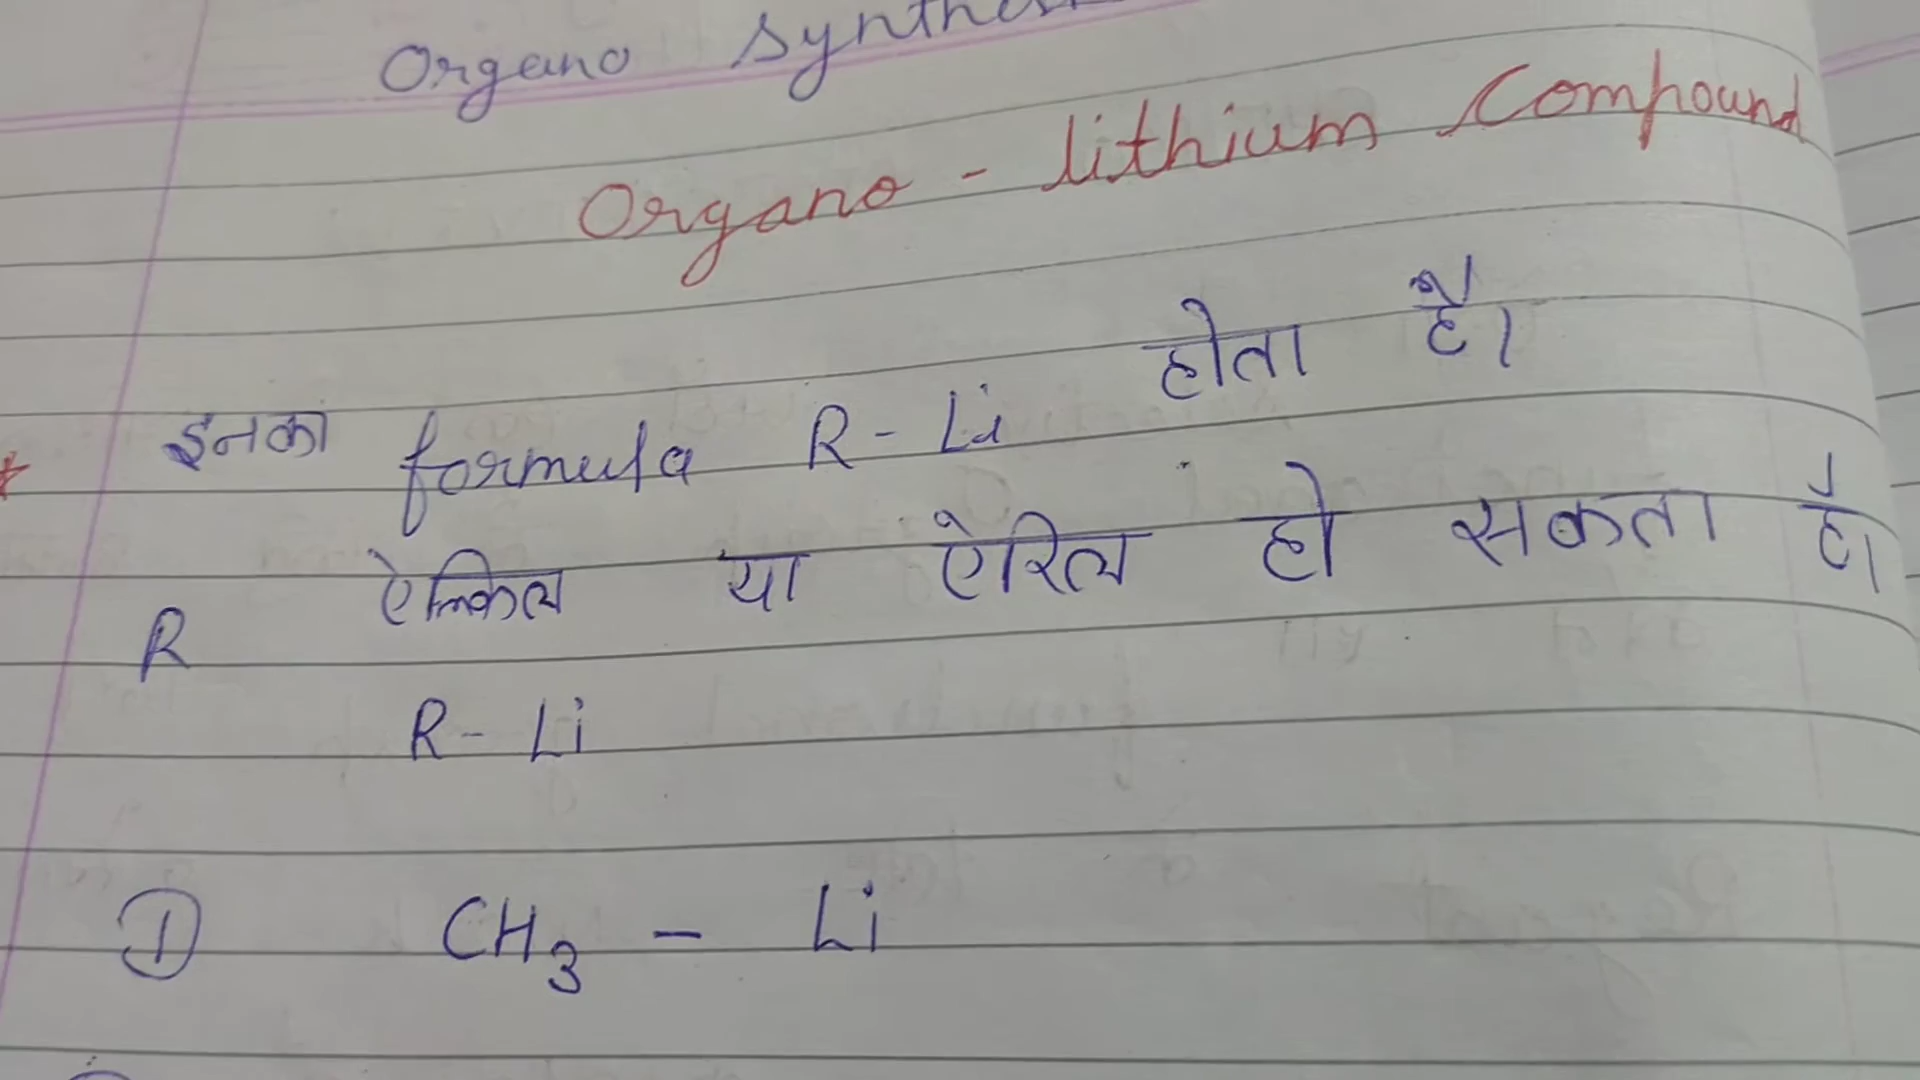 Organo
Organo - lithium Compound
इनका formula R - Li होता है।
R ऐल्किल या ऐरिल हो सकता है।
R - Li
① CH₃ - Li